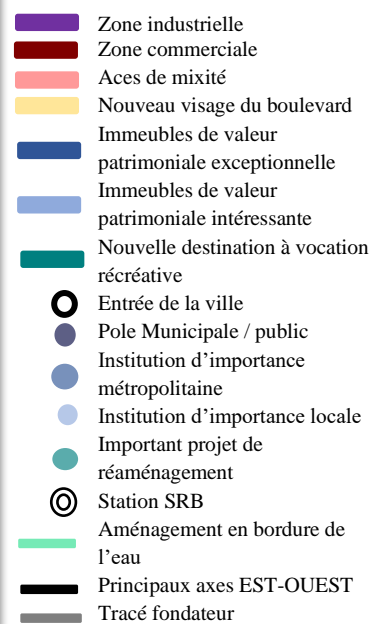 Zone industrielle
Zone commerciale
Aces de mixité
Nouveau visage du boulevard
Immeubles de valeur
patrimoniale exceptionnelle
Immeubles de valeur
patrimoniale intéressante
Nouvelle destination à vocation
récréative
Entrée de la ville
Pole Municipale / public
Institution d’importance
métropolitaine
Institution d’importance locale
Important projet de
réaménagement
Station SRB
Aménagement en bordure de
l’eau
Principaux axes EST-OUEST
Tracé fondateur